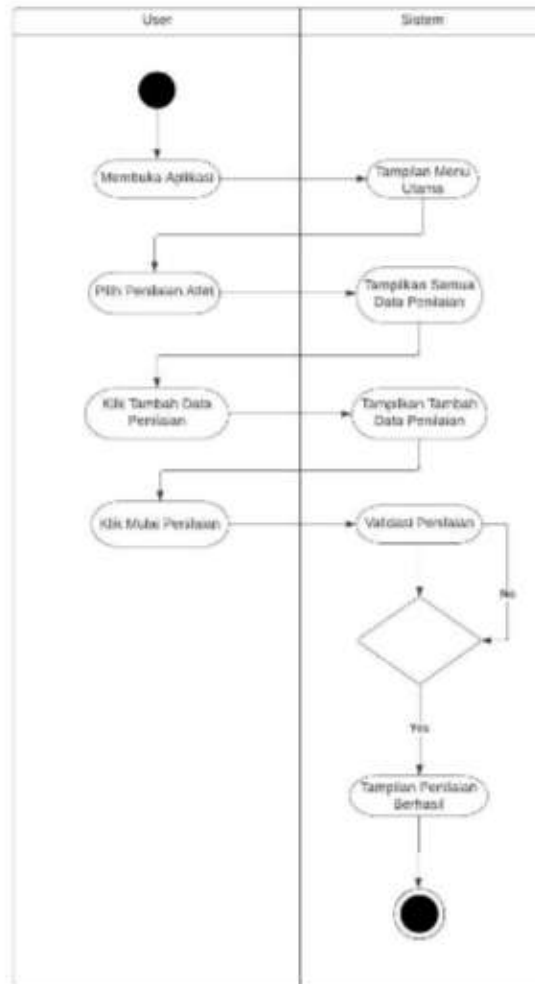 User
Sistem
Membuka Aplikasi
Tampilan Menu
Utama
Pilih Penilaian Atlet
Tampilkan Semua
Data Penilaian
Klik Tambah Data
Penilaian
Tampilkan Tambah
Data Penilaian
Klik Mulai Penilaian
Validasi Penilaian
No
Yes
Tampilan Penilaian
Berhasil